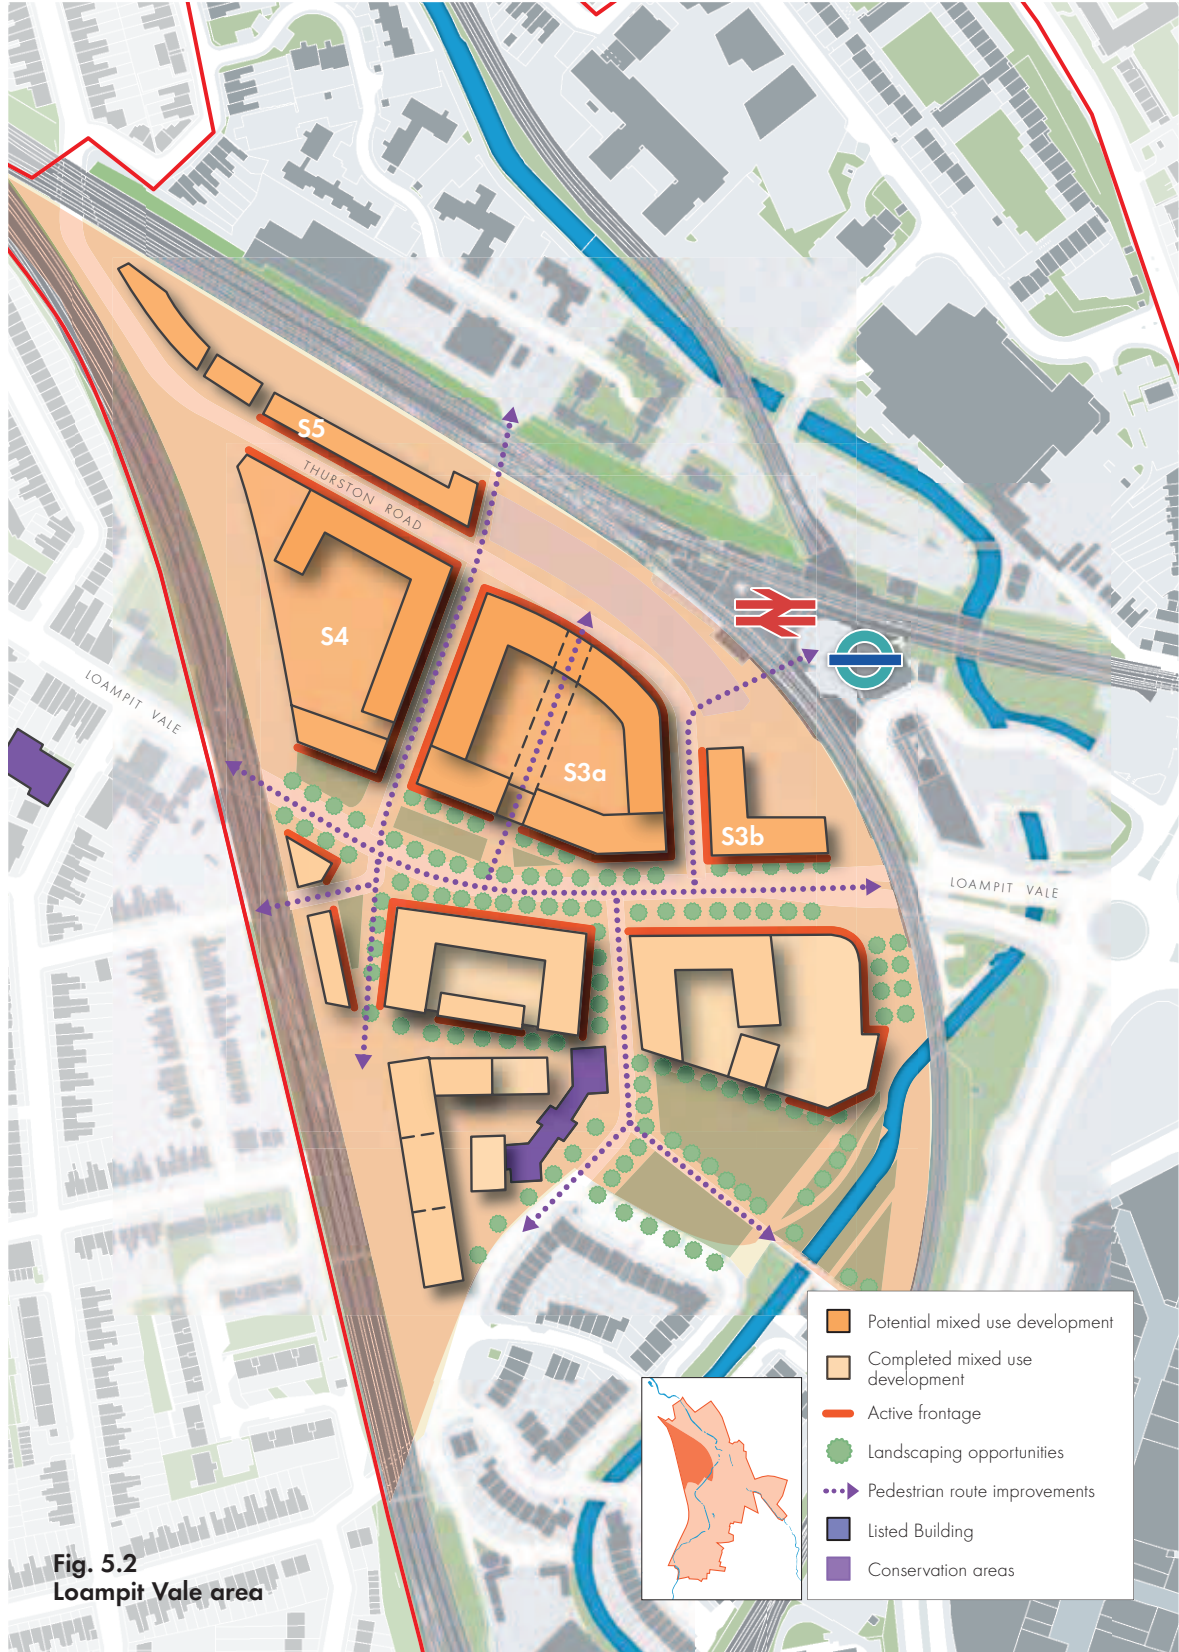 S5
THURSTON ROAD
S4
LOAMPIT VALE
S3a
S3b
LOAMPIT VALE
Potential mixed use development
Completed mixed use
development
Active frontage
Landscaping opportunities
Pedestrian route improvements
Listed Building
Conservation areas
Fig. 5.2
Loampit Vale area